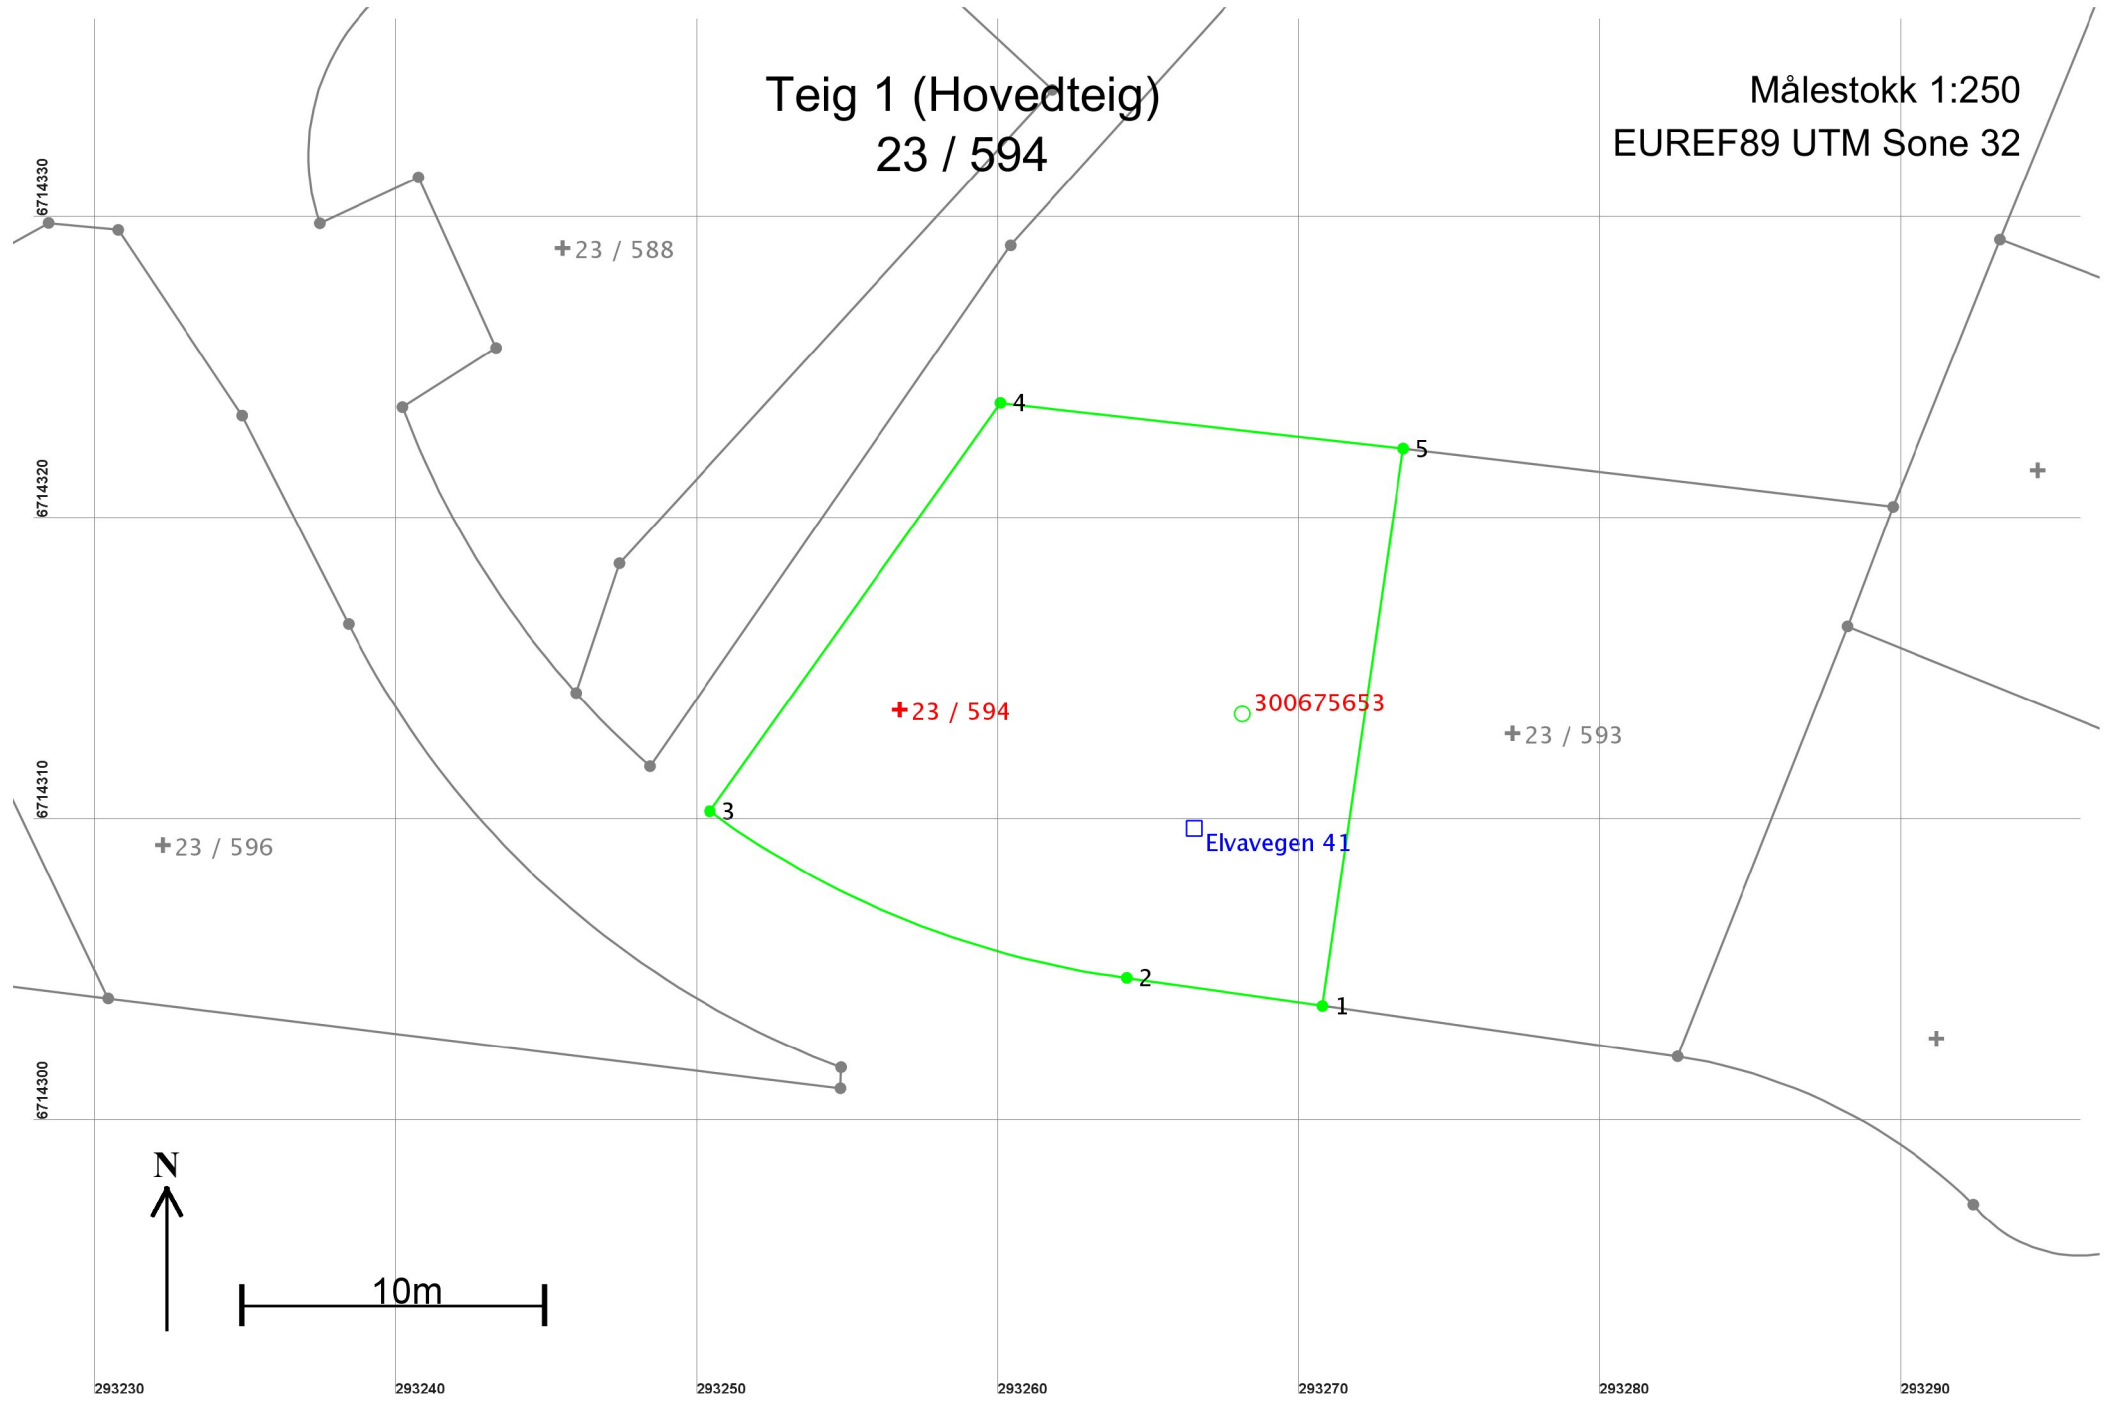 Teig 1 (Hovedteig)
23 / 594
Målestokk 1:250
EUREF89 UTM Sone 32
6714330
23 / 588
4
5
6714320
300675653
23 / 594
23 / 593
6714310
3
Elvavegen 41
23 / 596
2
1
6714300
N
10m
293230
293240
293250
293260
293270
293280
293290